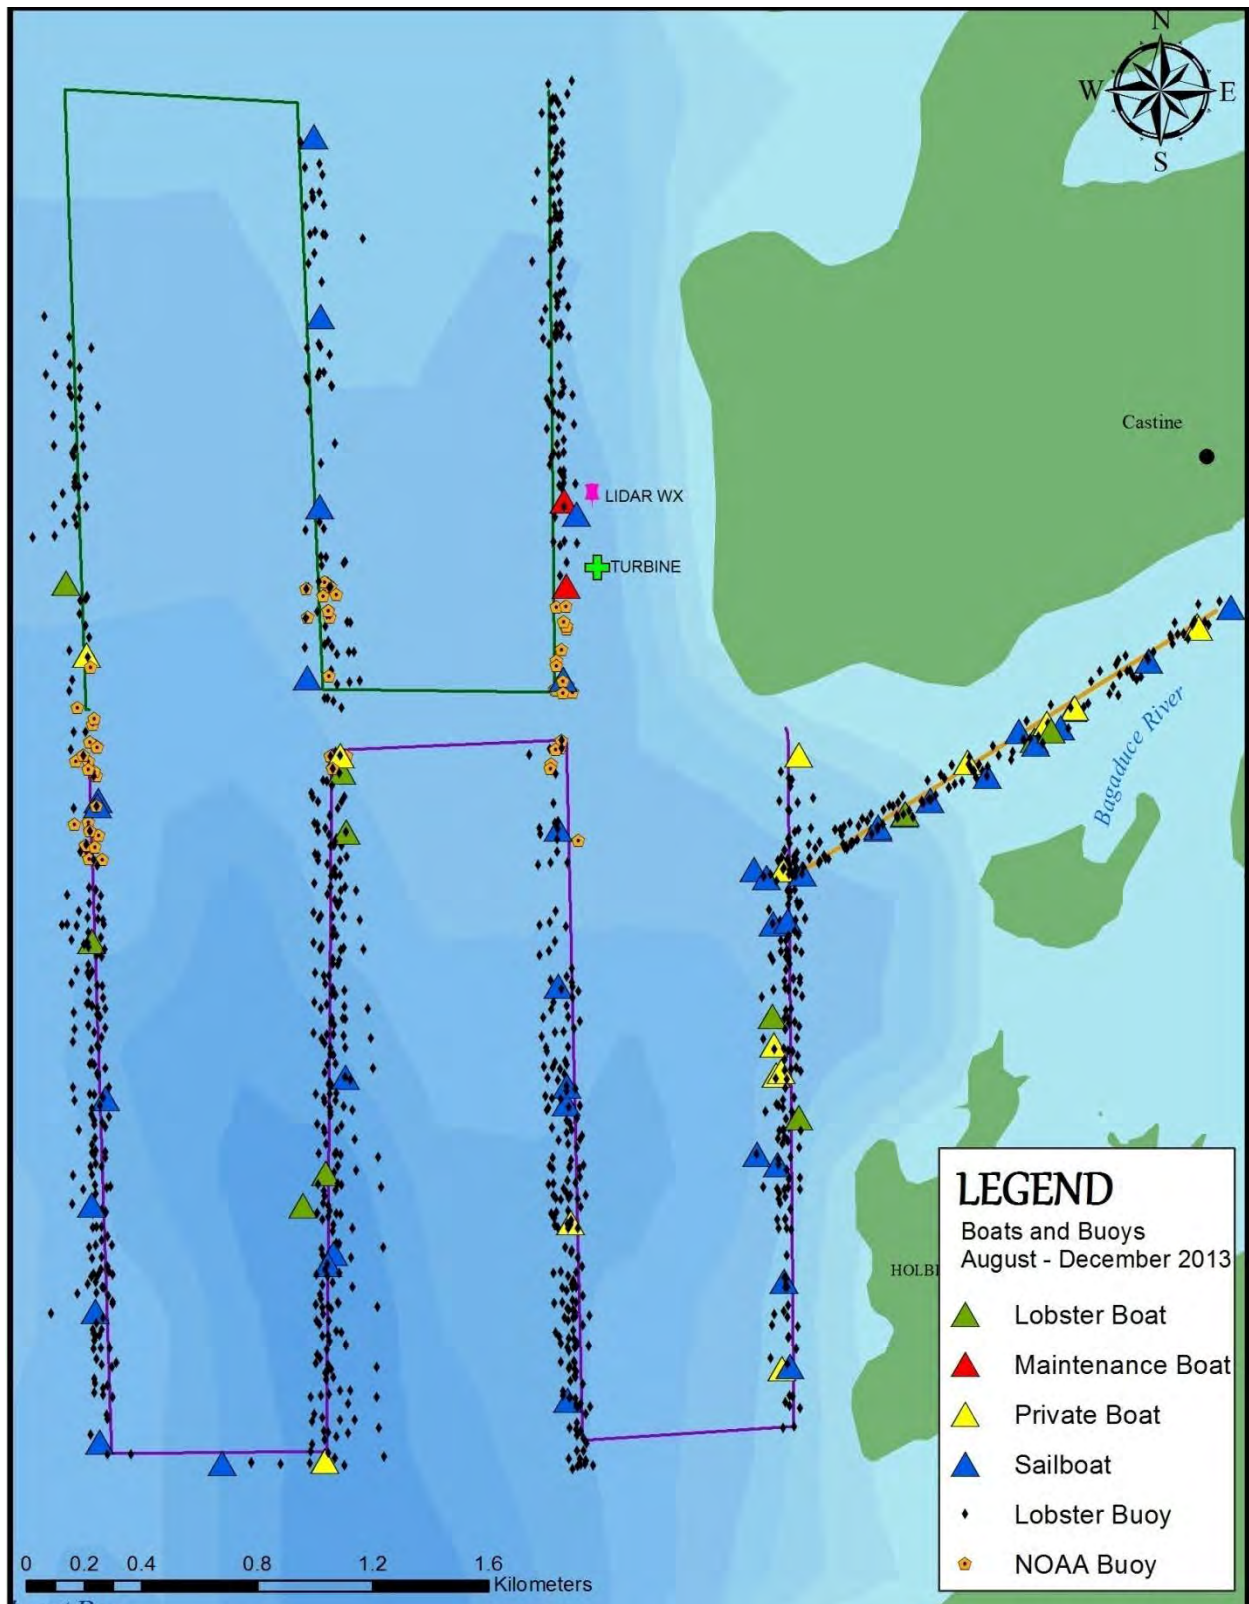 N
W E
S
Castine
LIDAR WX
TURBINE
Bagaduce River
LEGEND
Boats and Buoys
August - December 2013
HOLB
Lobster Boat
Maintenance Boat
Private Boat
Sailboat
Lobster Buoy
NOAA Buoy
0 0.2 0.4 0.8 1.2 1.6
Kilometers